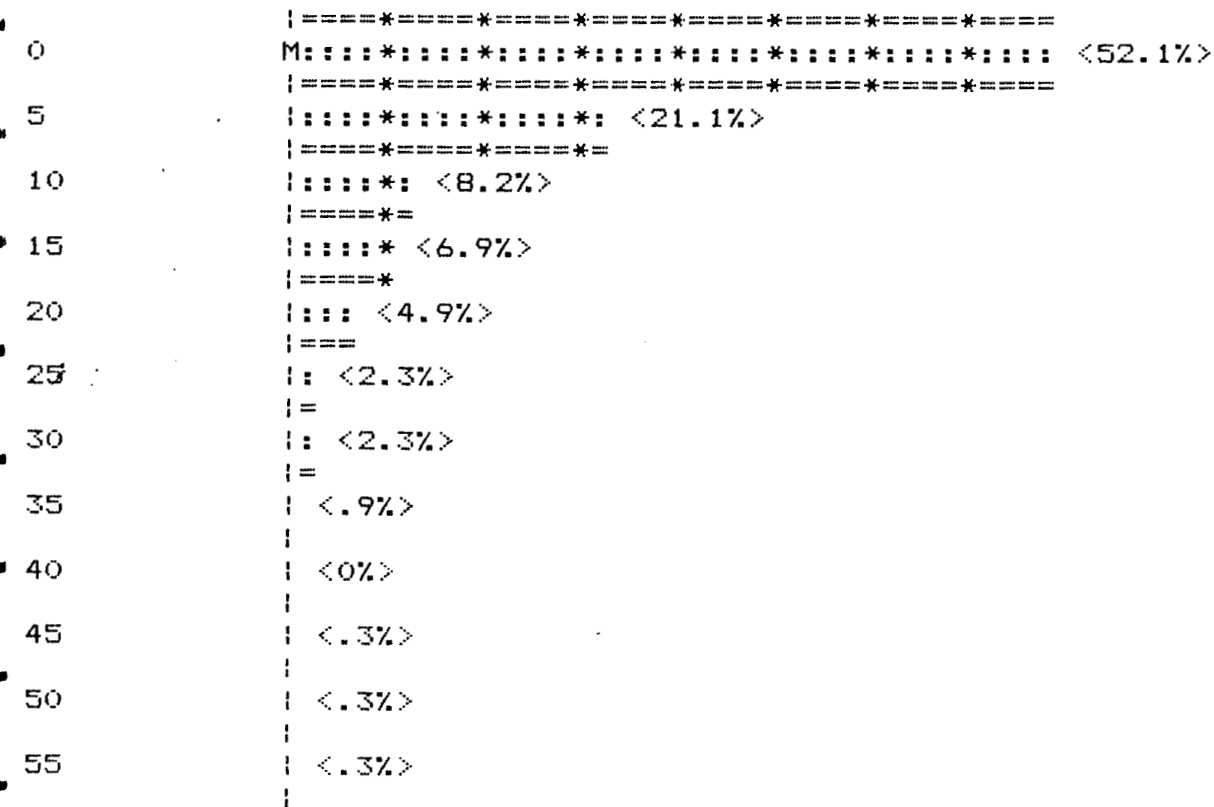 |====*====*====*====*====*====*====*====
0 M::::*::::*::::*::::*::::*::::*::::*:::: <52.1%>
|====*====*====*====*====*====*====*====
5 |::::*::::*::::*: <21.1%>
|====*====*====*=
10 |::::*: <8.2%>
|====*=
15 |::::* <6.9%>
|====*
20 |::: <4.9%>
|===
25 |: <2.3%>
|=
30 |: <2.3%>
|=
35 | <.9%>
|
40 | <0%>
|
45 | <.3%>
|
50 | <.3%>
|
55 | <.3%>
|